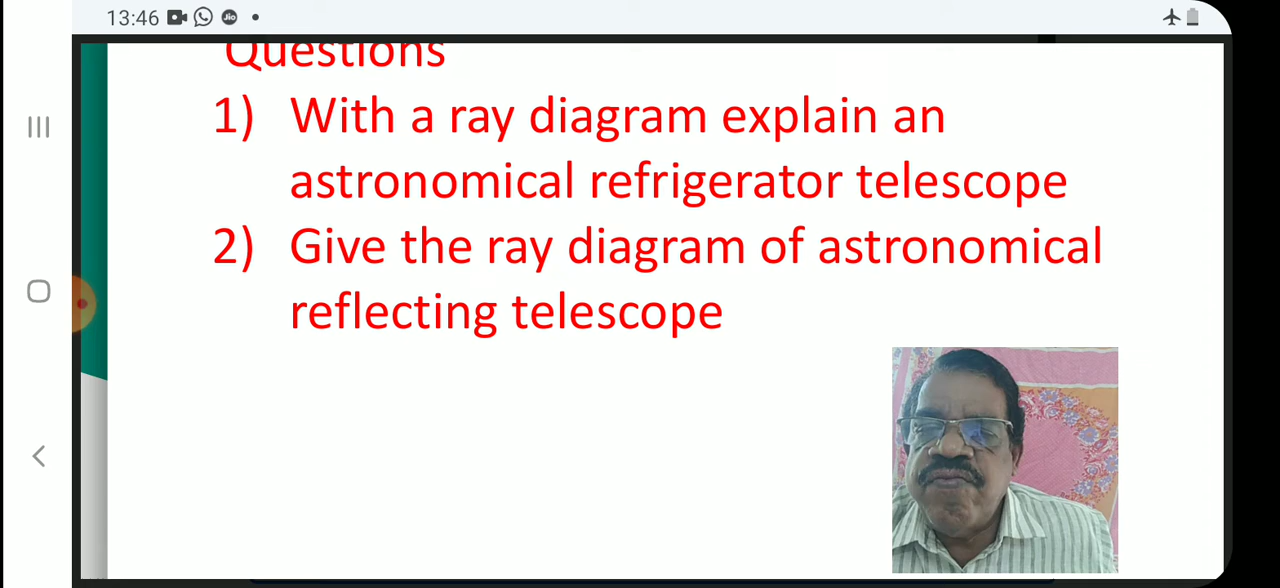 13:46 Jio
Questions
1) With a ray diagram explain an
astronomical refrigerator telescope
2) Give the ray diagram of astronomical
reflecting telescope